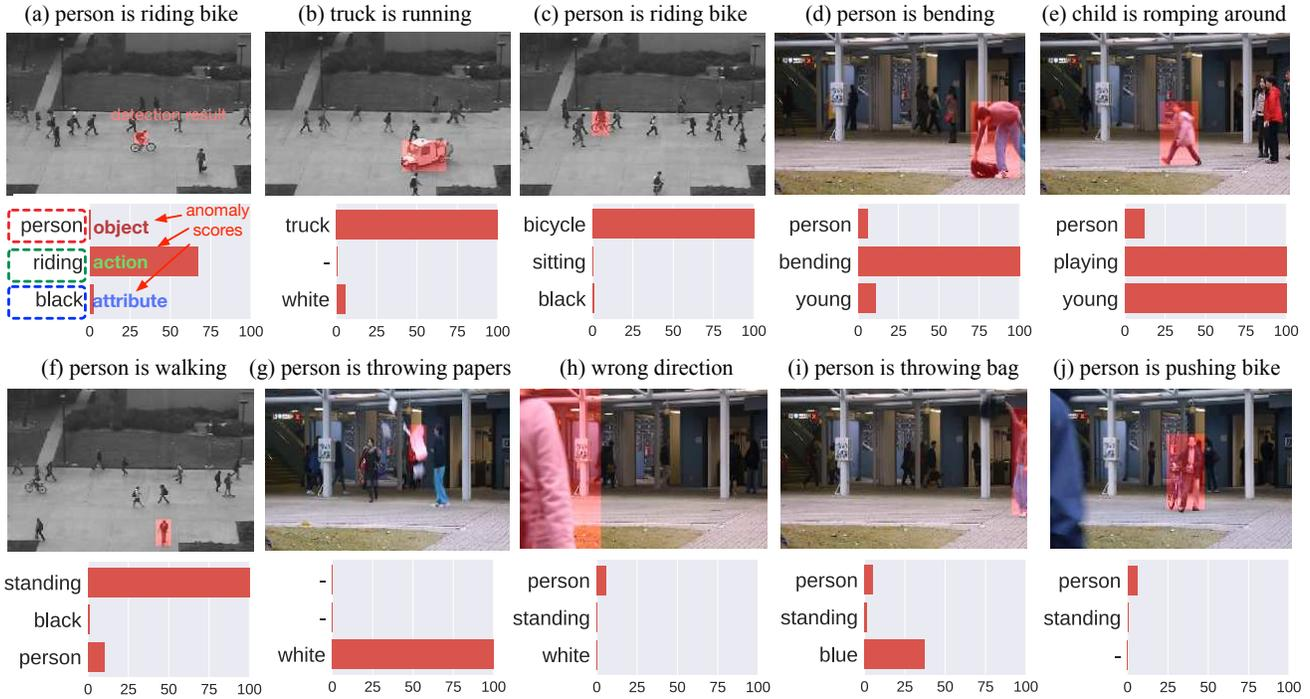 (a) person is riding bike
(b) truck is running
(c) person is riding bike
(d) person is bending
(e) child is romping around
detection result
person
object
anomaly
scores
riding
action
black
attribute
0 25 50 75 100
truck
-
white
0 25 50 75 100
bicycle
sitting
black
0 25 50 75 100
person
bending
young
0 25 50 75 100
person
playing
young
0 25 50 75 100
(f) person is walking
(g) person is throwing papers
(h) wrong direction
(i) person is throwing bag
(j) person is pushing bike
standing
black
person
0 25 50 75 100
-
-
white
0 25 50 75 100
person
standing
white
0 25 50 75 100
person
standing
blue
0 25 50 75 100
person
standing
-
0 25 50 75 100